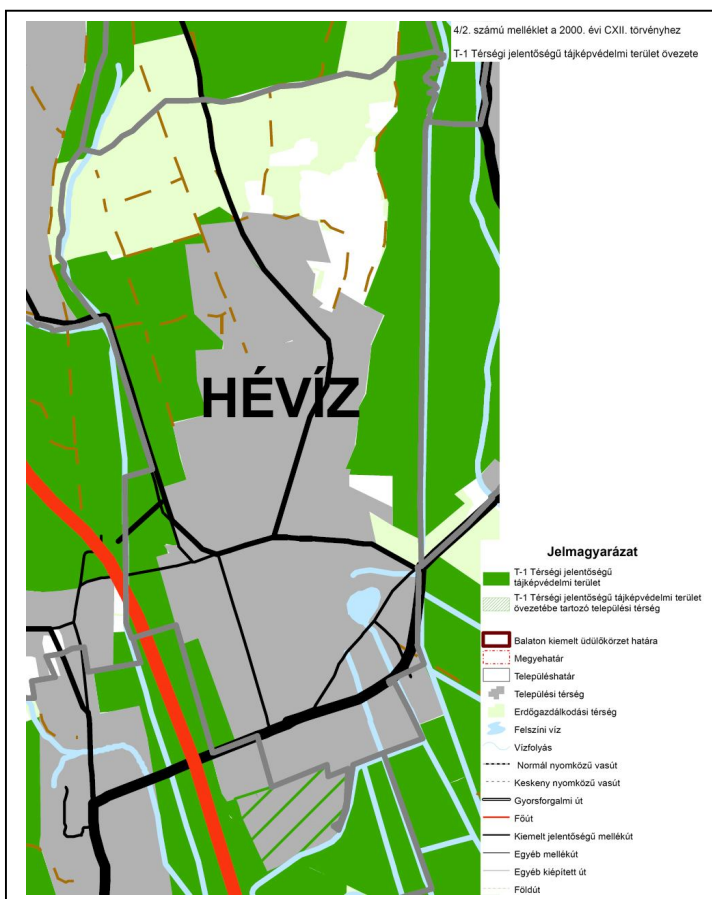 4/2. számú melléklet a 2000. évi CXII. törvényhez
T-1 Térségi jelentőségű tájképvédelmi terület övezete
HÉVÍZ
Jelmagyarázat
T-1 Térségi jelentőségű
tájképvédelmi terület
T-1 Térségi jelentőségű tájképvédelmi terület
övezetébe tartozó települési térség
Balaton kiemelt üdülőkörzet határa
Megyehatár
Településhatár
Települési térség
Erdőgazdálkodási térség
Felszíni víz
Vízfolyás
Normál nyomközű vasút
Keskeny nyomközű vasút
Gyorsforgalmi út
Főút
Kiemelt jelentőségű mellékút
Egyéb mellékút
Egyéb kiépített út
Földút